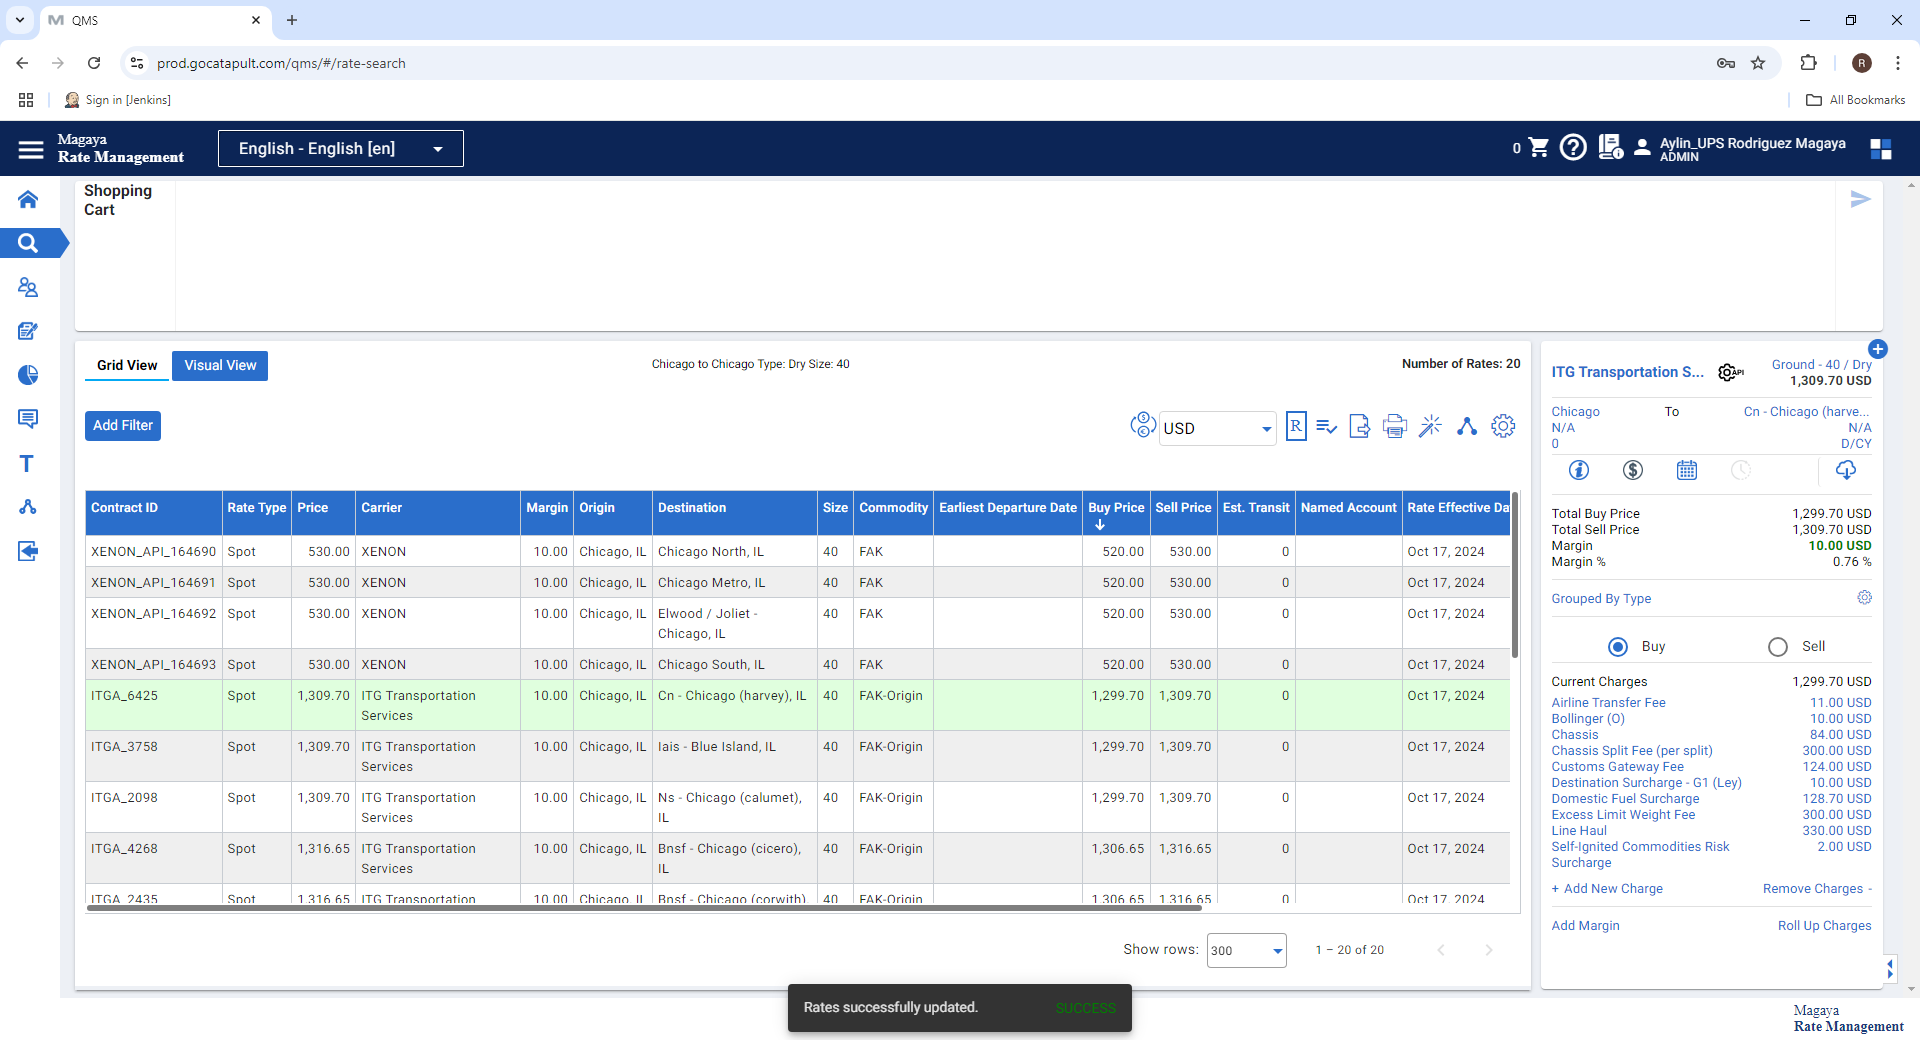 QMS
prod.gocatapult.com/qms/#/rate-search
R
Sign in [Jenkins]
All Bookmarks
Magaya
Rate Management
English - English [en]
0
Aylin_UPS Rodriguez Magaya
ADMIN
Shopping
Cart
Grid View
Visual View
Chicago to Chicago Type: Dry Size: 40
Number of Rates: 20
Add Filter
USD
R
Contract ID Rate Type Price Carrier Margin Origin Destination Size Commodity Earliest Departure Date Buy Price Sell Price Est. Transit Named Account Rate Effective Da
XENON_API_164690 Spot 530.00 XENON 10.00 Chicago, IL Chicago North, IL 40 FAK 520.00 530.00 0 Oct 17, 2024
XENON_API_164691 Spot 530.00 XENON 10.00 Chicago, IL Chicago Metro, IL 40 FAK 520.00 530.00 0 Oct 17, 2024
XENON_API_164692 Spot 530.00 XENON 10.00 Chicago, IL Elwood / Joliet - 40 FAK 520.00 530.00 0 Oct 17, 2024
Chicago, IL
XENON_API_164693 Spot 530.00 XENON 10.00 Chicago, IL Chicago South, IL 40 FAK 520.00 530.00 0 Oct 17, 2024
ITGA_6425 Spot 1,309.70 ITG Transportation 10.00 Chicago, IL Cn - Chicago (harvey), IL 40 FAK-Origin 1,299.70 1,309.70 0 Oct 17, 2024
Services
ITGA_3758 Spot 1,309.70 ITG Transportation 10.00 Chicago, IL Iais - Blue Island, IL 40 FAK-Origin 1,299.70 1,309.70 0 Oct 17, 2024
Services
ITGA_2098 Spot 1,309.70 ITG Transportation 10.00 Chicago, IL Ns - Chicago (calumet), 40 FAK-Origin 1,299.70 1,309.70 0 Oct 17, 2024
Services IL
ITGA_4268 Spot 1,316.65 ITG Transportation 10.00 Chicago, IL Bnsf - Chicago (cicero), 40 FAK-Origin 1,306.65 1,316.65 0 Oct 17, 2024
Services IL
ITGA_2435 Spot 1,316.65 ITG Transportation 10.00 Chicago, IL Bnsf - Chicago (corwith), 40 FAK-Origin 1,306.65 1,316.65 0 Oct 17, 2024
Show rows: 300 1 – 20 of 20
Rates successfully updated. SUCCESS
ITG Transportation S... API Ground - 40 / Dry
1,309.70 USD
Chicago To Cn - Chicago (harve...
N/A N/A
0 D/CY
Total Buy Price 1,299.70 USD
Total Sell Price 1,309.70 USD
Margin 10.00 USD
Margin % 0.76 %
Grouped By Type
Buy Sell
Current Charges 1,299.70 USD
Airline Transfer Fee 11.00 USD
Bollinger (O) 10.00 USD
Chassis 84.00 USD
Chassis Split Fee (per split) 300.00 USD
Customs Gateway Fee 124.00 USD
Destination Surcharge - G1 (Ley) 10.00 USD
Domestic Fuel Surcharge 128.70 USD
Excess Limit Weight Fee 300.00 USD
Line Haul 330.00 USD
Self-Ignited Commodities Risk 2.00 USD
Surcharge
+ Add New Charge Remove Charges -
Add Margin Roll Up Charges
Magaya
Rate Management